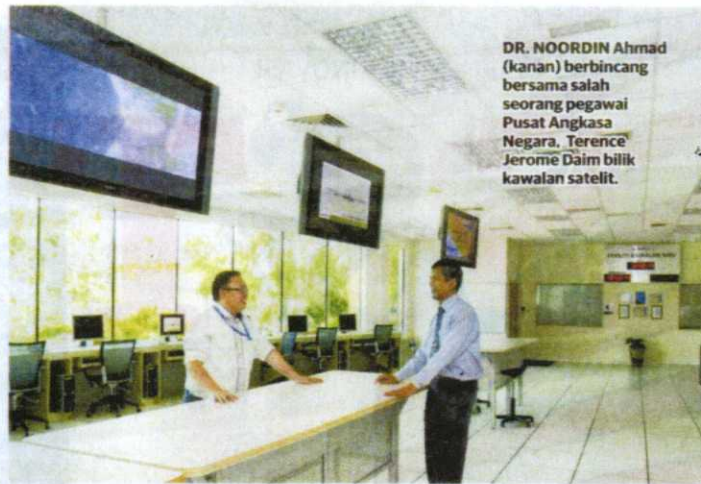 DR. NOORDIN Ahmad
(kanan) berbincang
bersama salah
seorang pegawai
Pusat Angkasa
Negara, Terence
Jerome Daim bilik
kawalan satelit.